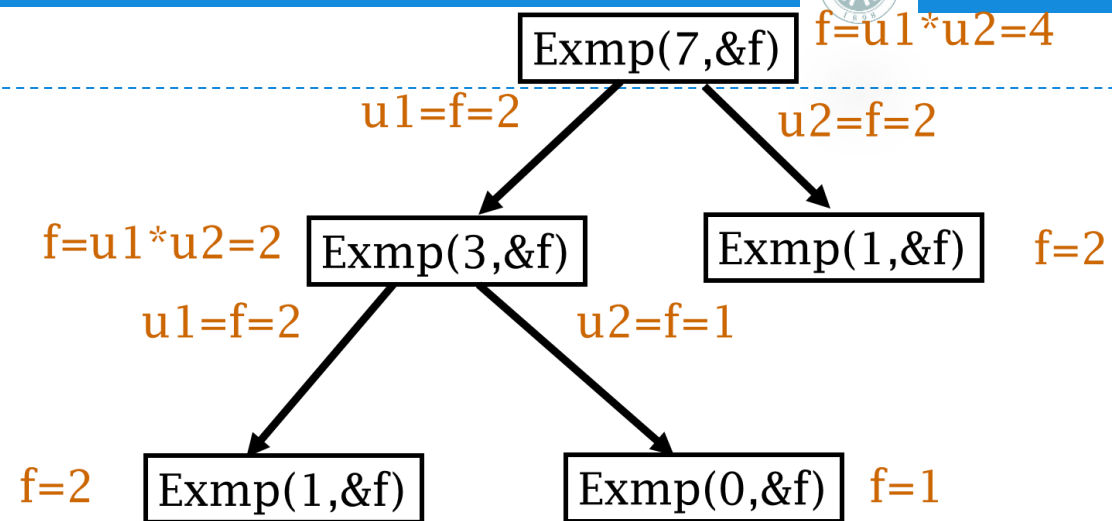 1898
Exmp(7,&f)
f=u1*u2=4
u1=f=2
u2=f=2
f=u1*u2=2
Exmp(3,&f)
Exmp(1,&f)
f=2
u1=f=2
u2=f=1
f=2
Exmp(1,&f)
Exmp(0,&f)
f=1